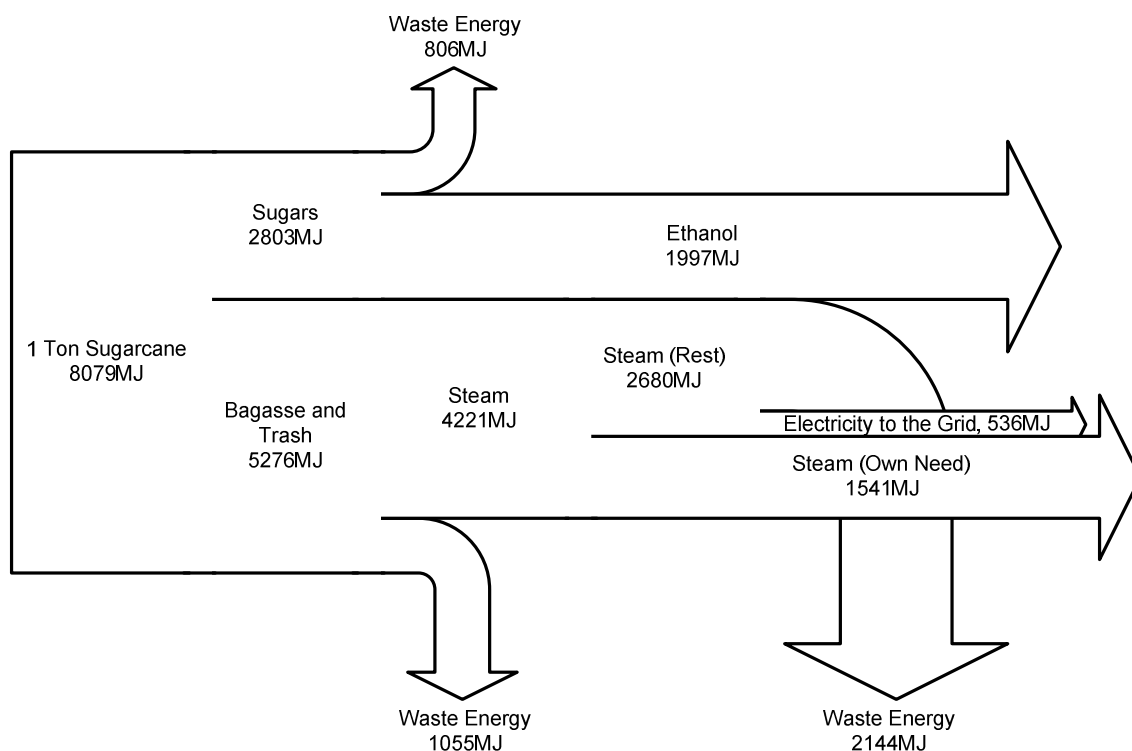 Waste Energy
806MJ
Sugars
2803MJ
Ethanol
1997MJ
1 Ton Sugarcane
8079MJ
Steam (Rest)
2680MJ
Bagasse and
Trash
5276MJ
Steam
4221MJ
Electricity to the Grid, 536MJ
Steam (Own Need)
1541MJ
Waste Energy
1055MJ
Waste Energy
2144MJ